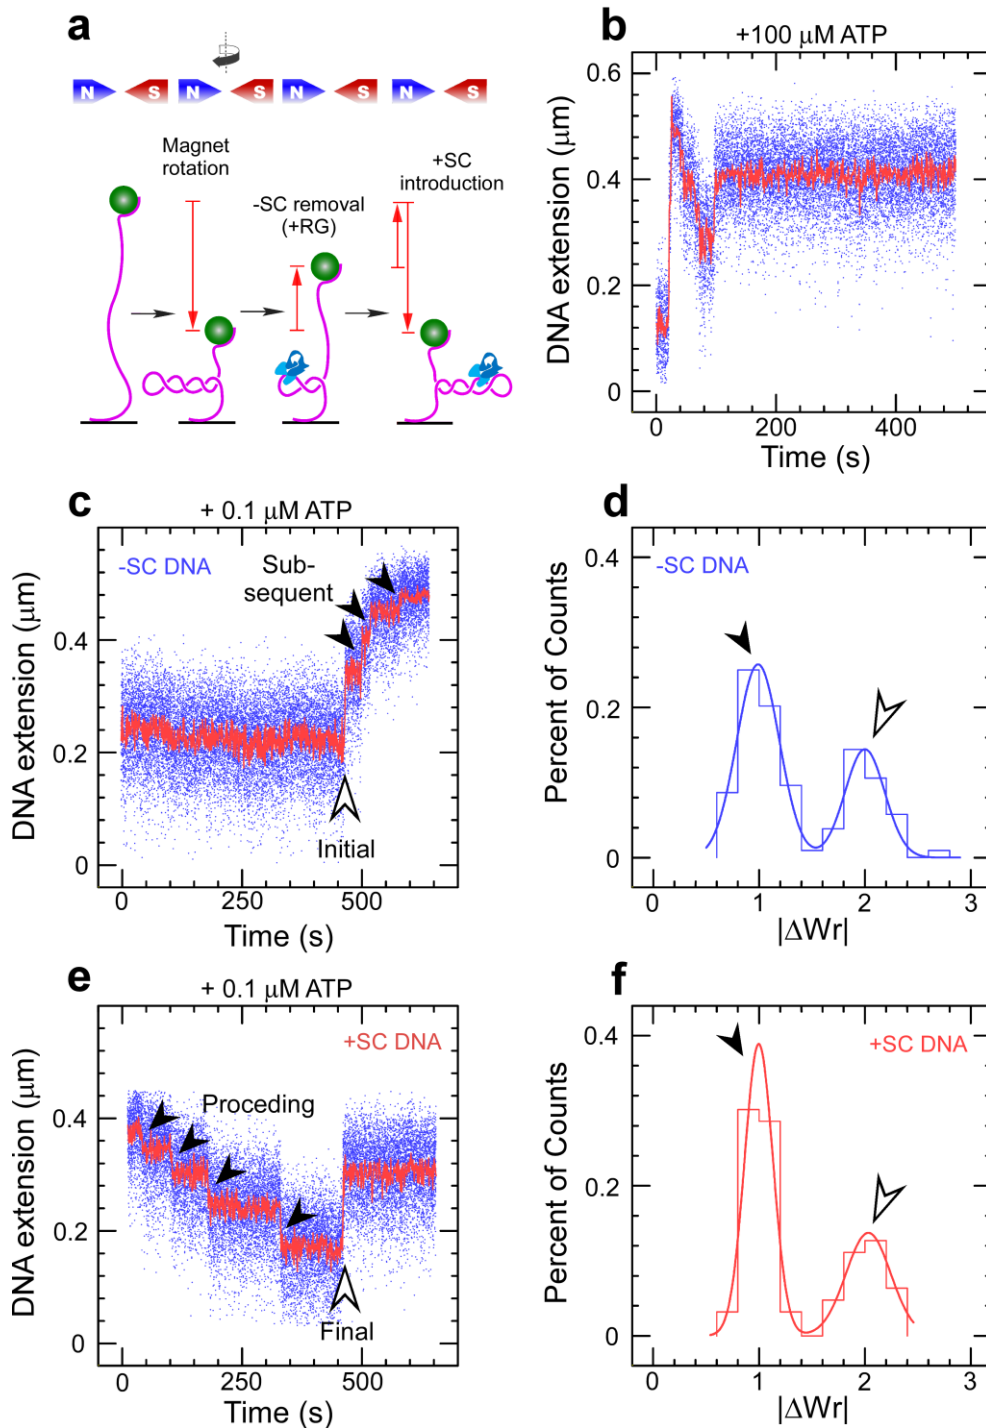 a
N S N S N S N S
Magnet
rotation
-SC removal
(+RG)
+SC
introduction
b
+100 μM ATP
DNA extension (μm)
0.6
0.4
0.2
0
0 200 400
Time (s)
c
+ 0.1 μM ATP
-SC DNA
Sub-
sequent
DNA extension (μm)
0.4
0.2
0
Initial
0 250 500
Time (s)
d
-SC DNA
Percent of Counts
0.4
0.2
0
0 1 2 3
|ΔWr|
e
+ 0.1 μM ATP
+SC DNA
Proceding
DNA extension (μm)
0.4
0.2
0
Final
0 250 500
Time (s)
f
+SC DNA
Percent of Counts
0.4
0.2
0
0 1 2 3
|ΔWr|